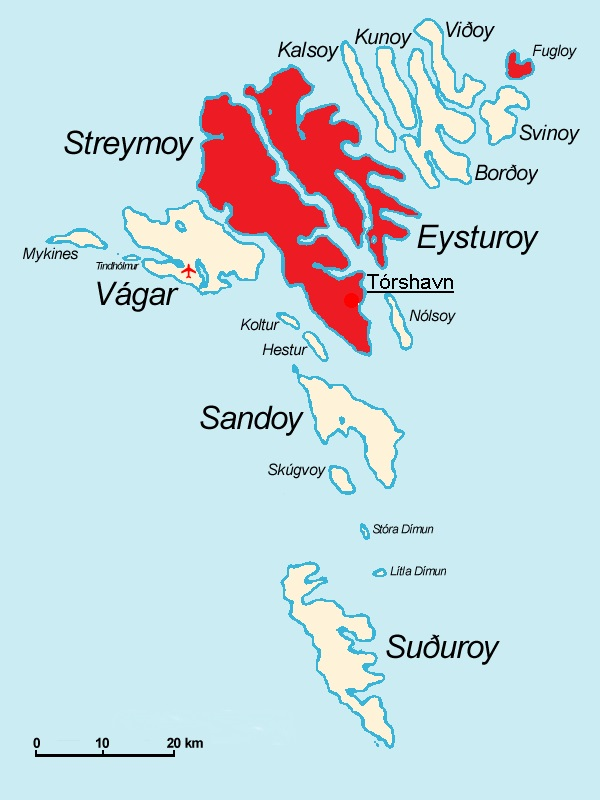 Viðoy
Kunoy
Kalsoy
Fugloy
Streymoy
Svinoy
Borðoy
Eysturoy
Mykines
Tindhólmur
Vágar
Tórshavn
Nólsoy
Koltur
Hestur
Sandoy
Skúgvoy
Stóra Dímun
Lítla Dímun
Suðuroy
0 10 20 km